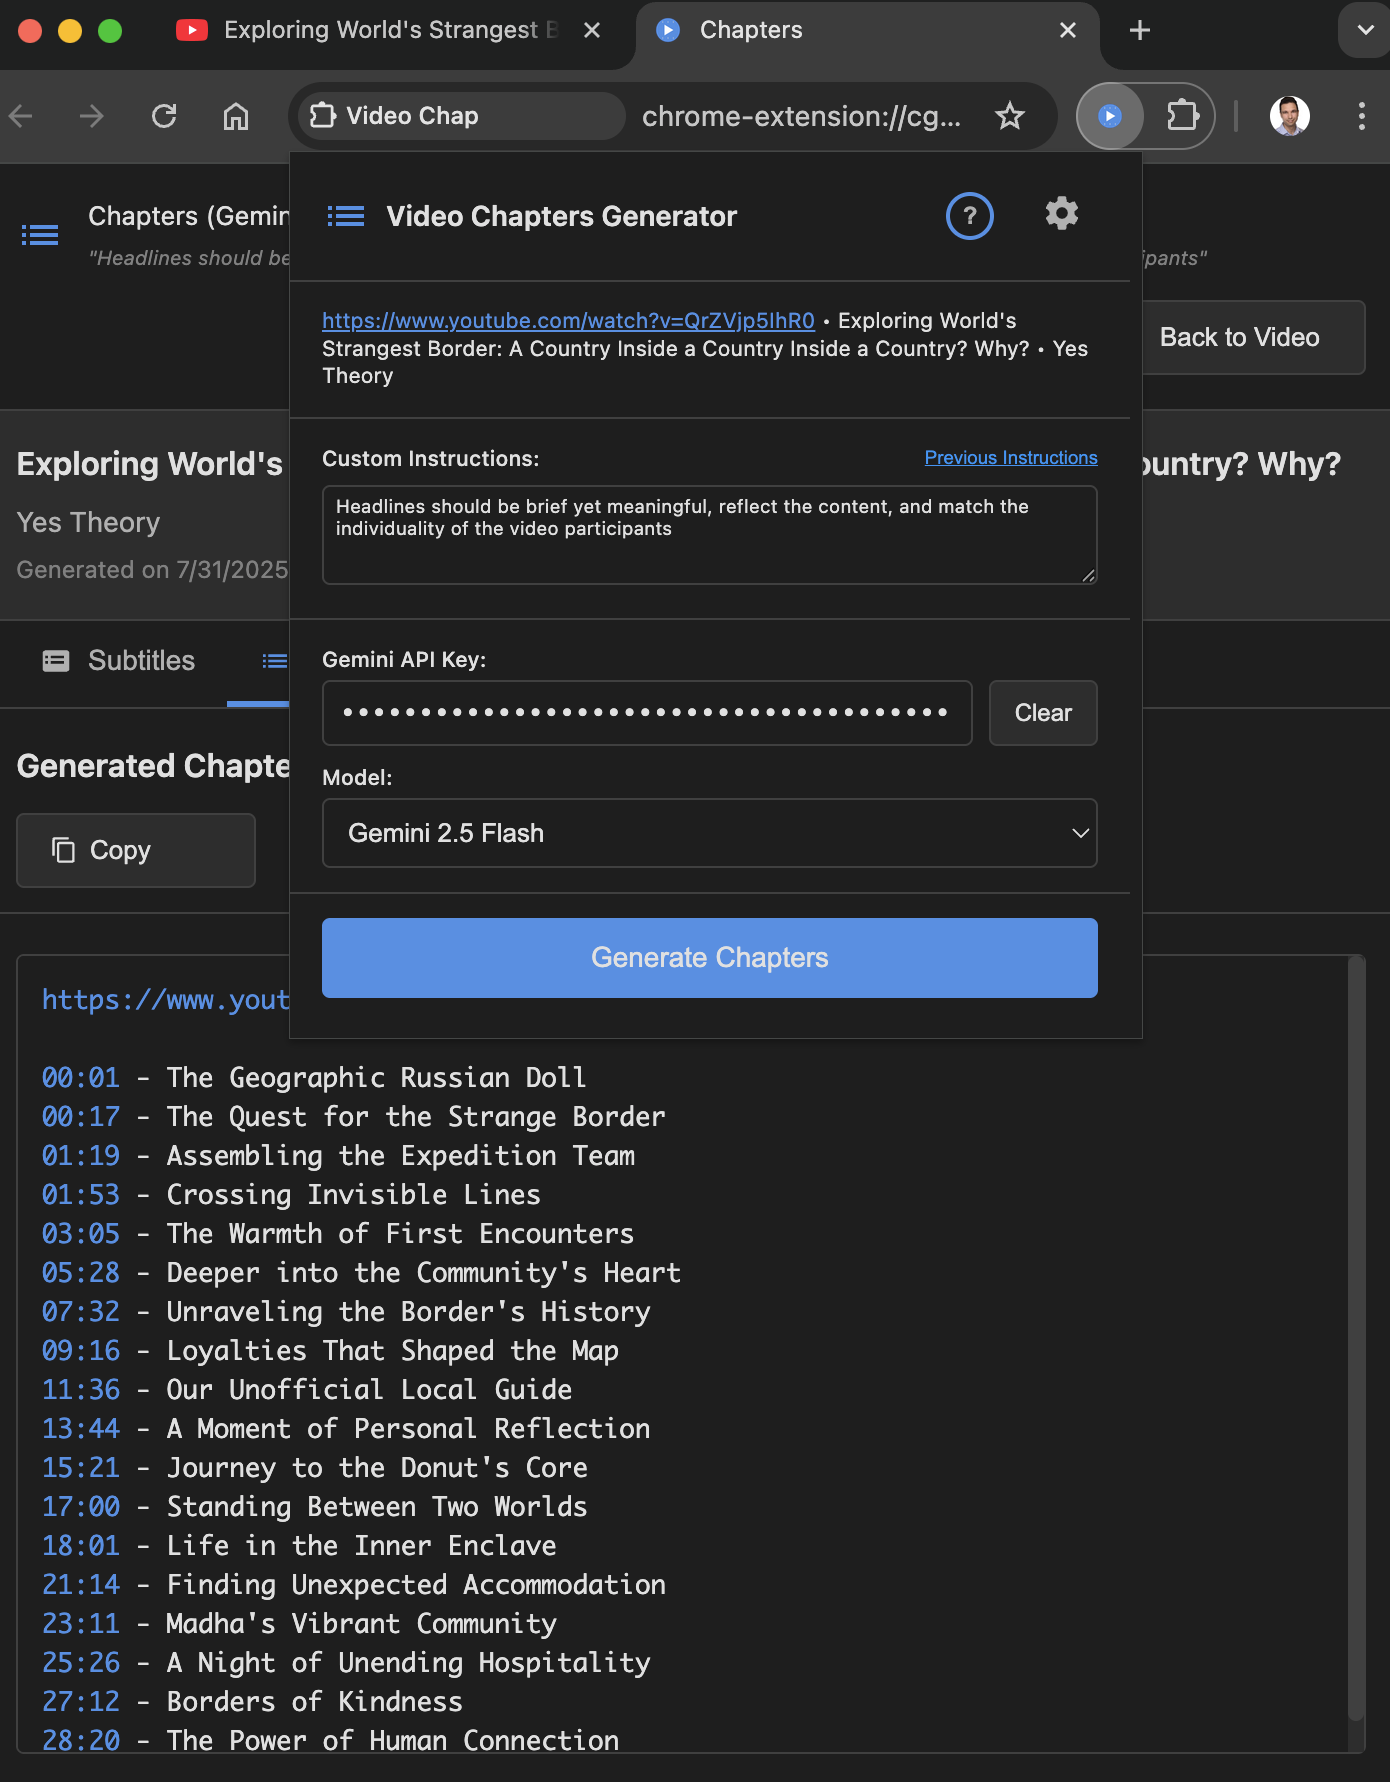 Exploring World's Strangest B
Chapters
Video Chap
chrome-extension://cg...
Chapters (Gemin
"Headlines should be
ipants"
Back to Video
Video Chapters Generator
?
https://www.youtube.com/watch?v=QrZVjp5IhR0 • Exploring World's
Strangest Border: A Country Inside a Country Inside a Country? Why? • Yes
Theory
Exploring World's
ountry? Why?
Yes Theory
Generated on 7/31/2025
Custom Instructions:
Previous Instructions
Headlines should be brief yet meaningful, reflect the content, and match the
individuality of the video participants
Subtitles
Gemini API Key:
Clear
Model:
Gemini 2.5 Flash
Generated Chapte
Copy
Generate Chapters
https://www.yout
00:01 - The Geographic Russian Doll
00:17 - The Quest for the Strange Border
01:19 - Assembling the Expedition Team
01:53 - Crossing Invisible Lines
03:05 - The Warmth of First Encounters
05:28 - Deeper into the Community's Heart
07:32 - Unraveling the Border's History
09:16 - Loyalties That Shaped the Map
11:36 - Our Unofficial Local Guide
13:44 - A Moment of Personal Reflection
15:21 - Journey to the Donut's Core
17:00 - Standing Between Two Worlds
18:01 - Life in the Inner Enclave
21:14 - Finding Unexpected Accommodation
23:11 - Madha's Vibrant Community
25:26 - A Night of Unending Hospitality
27:12 - Borders of Kindness
28:20 - The Power of Human Connection